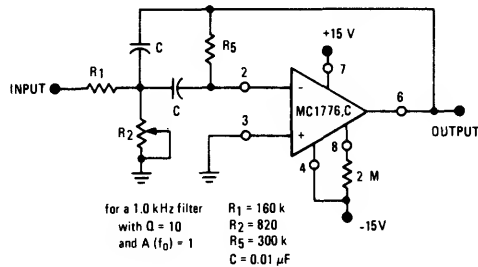 +15 V
C
R5
R1
2
7
INPUT
C
-
MC1776,C
6
R2
3
+
OUTPUT
8
4
2 M
-15V
for a 1.0 kHz filter
with Q = 10
and A (fo) = 1
R1 = 160 k
R2 = 820
R5 = 300 k
C = 0.01 μF